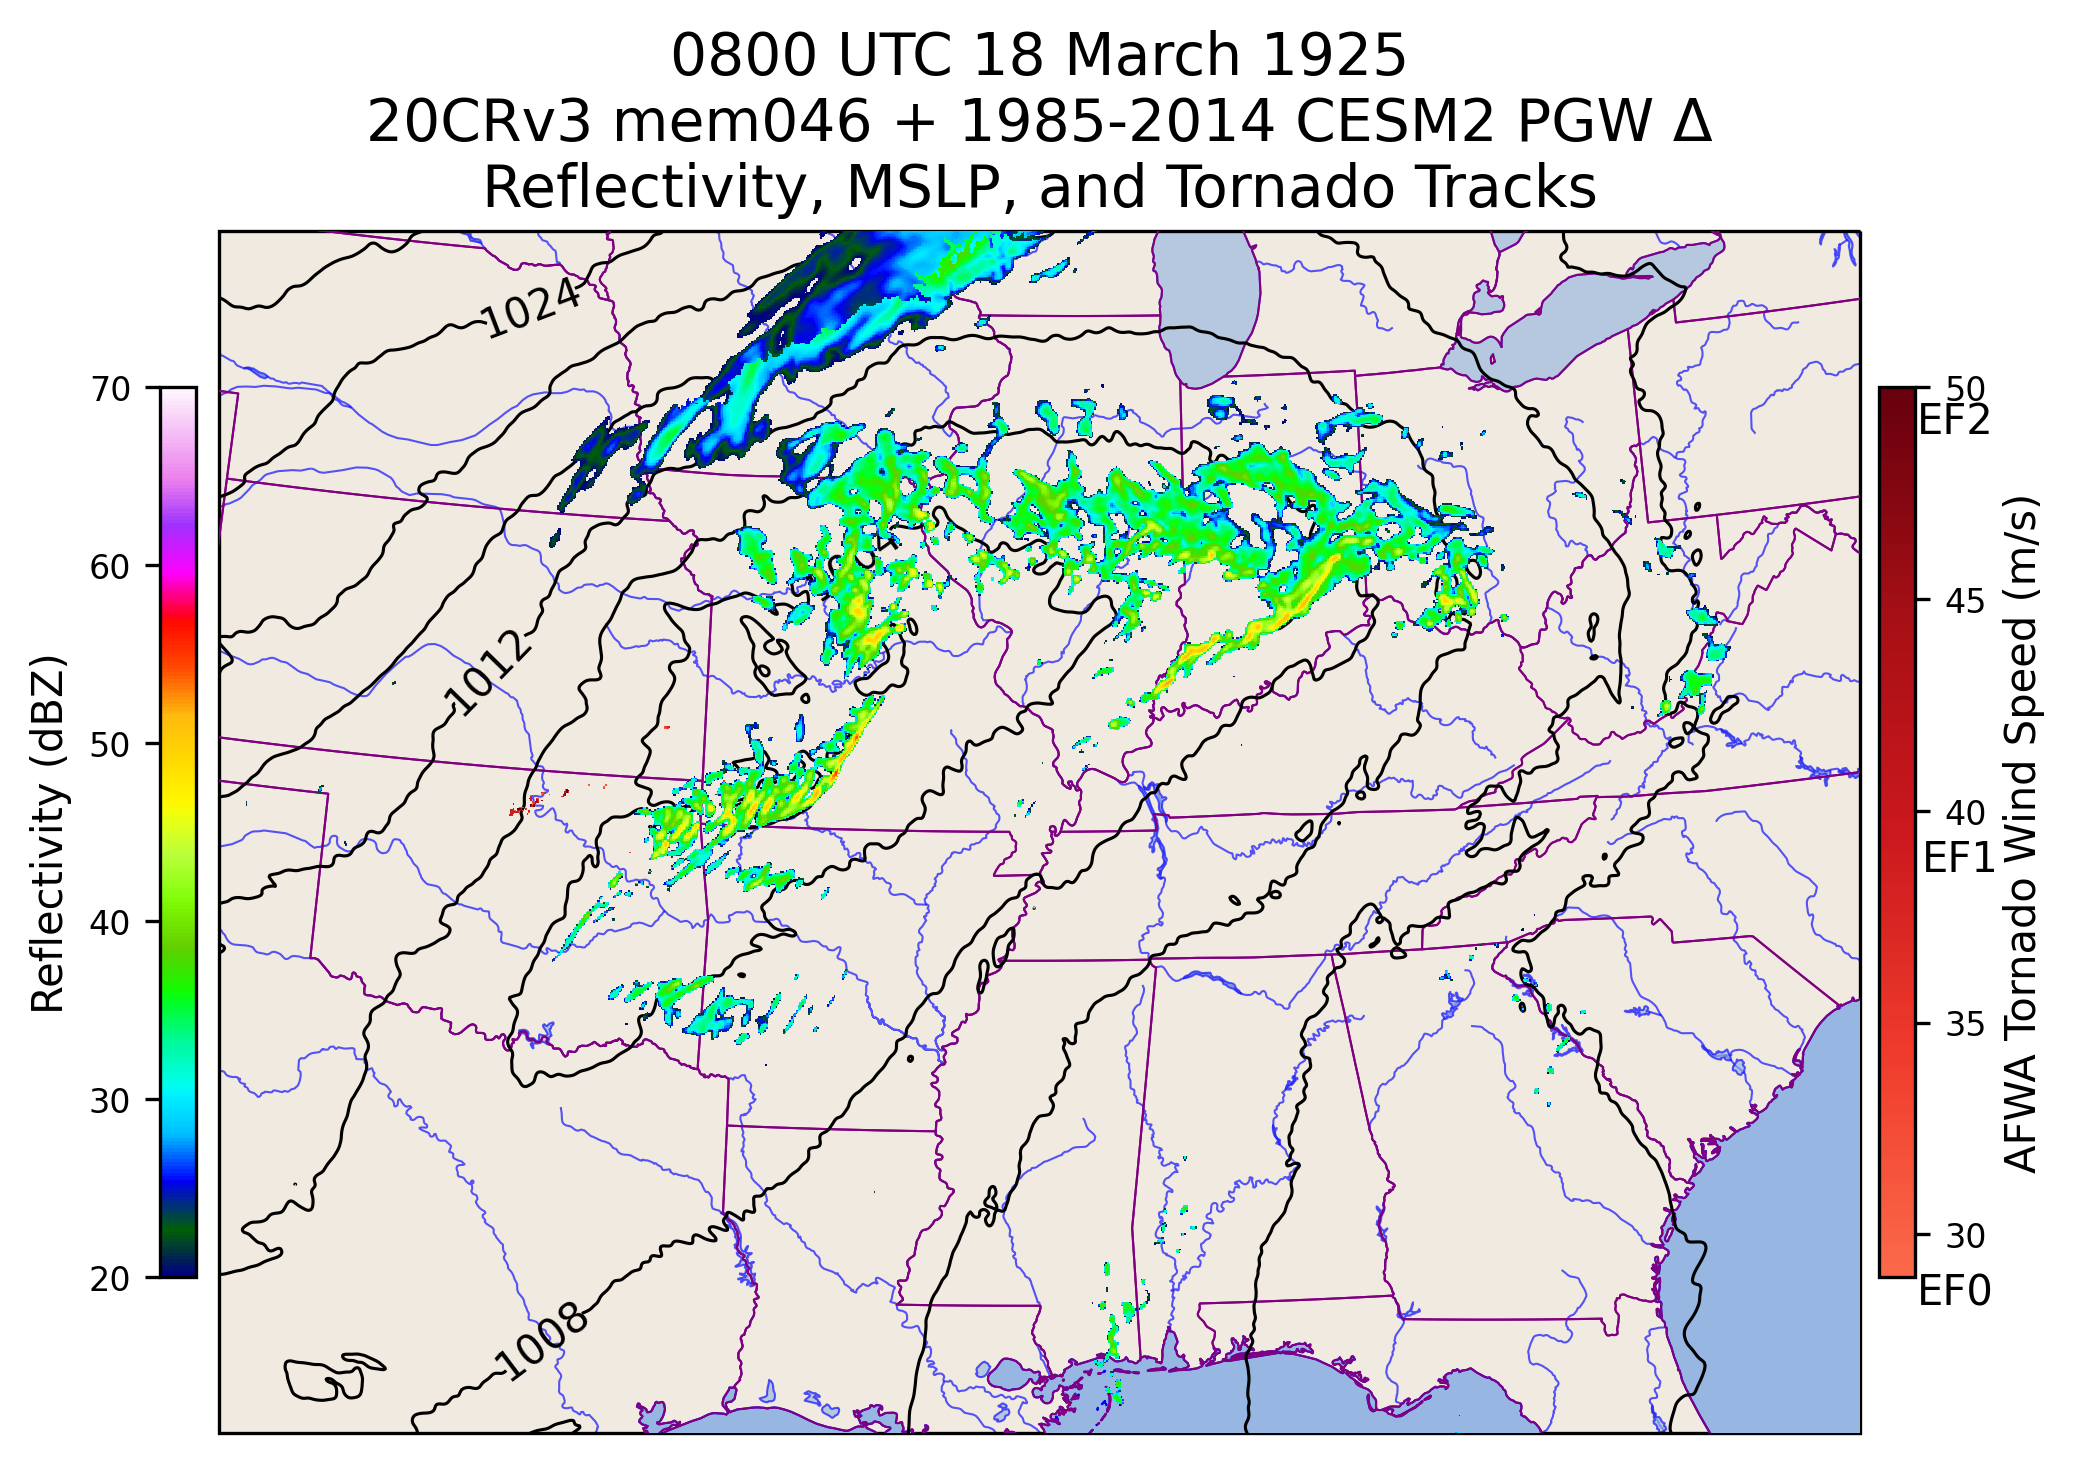 0800 UTC 18 March 1925
20CRv3 mem046 + 1985-2014 CESM2 PGW Δ
Reflectivity, MSLP, and Tornado Tracks
Reflectivity (dBZ)
70
60
50
40
30
20
1024
1012
1008
50
EF2
45
40
EF1
35
30
EF0
AFWA Tornado Wind Speed (m/s)